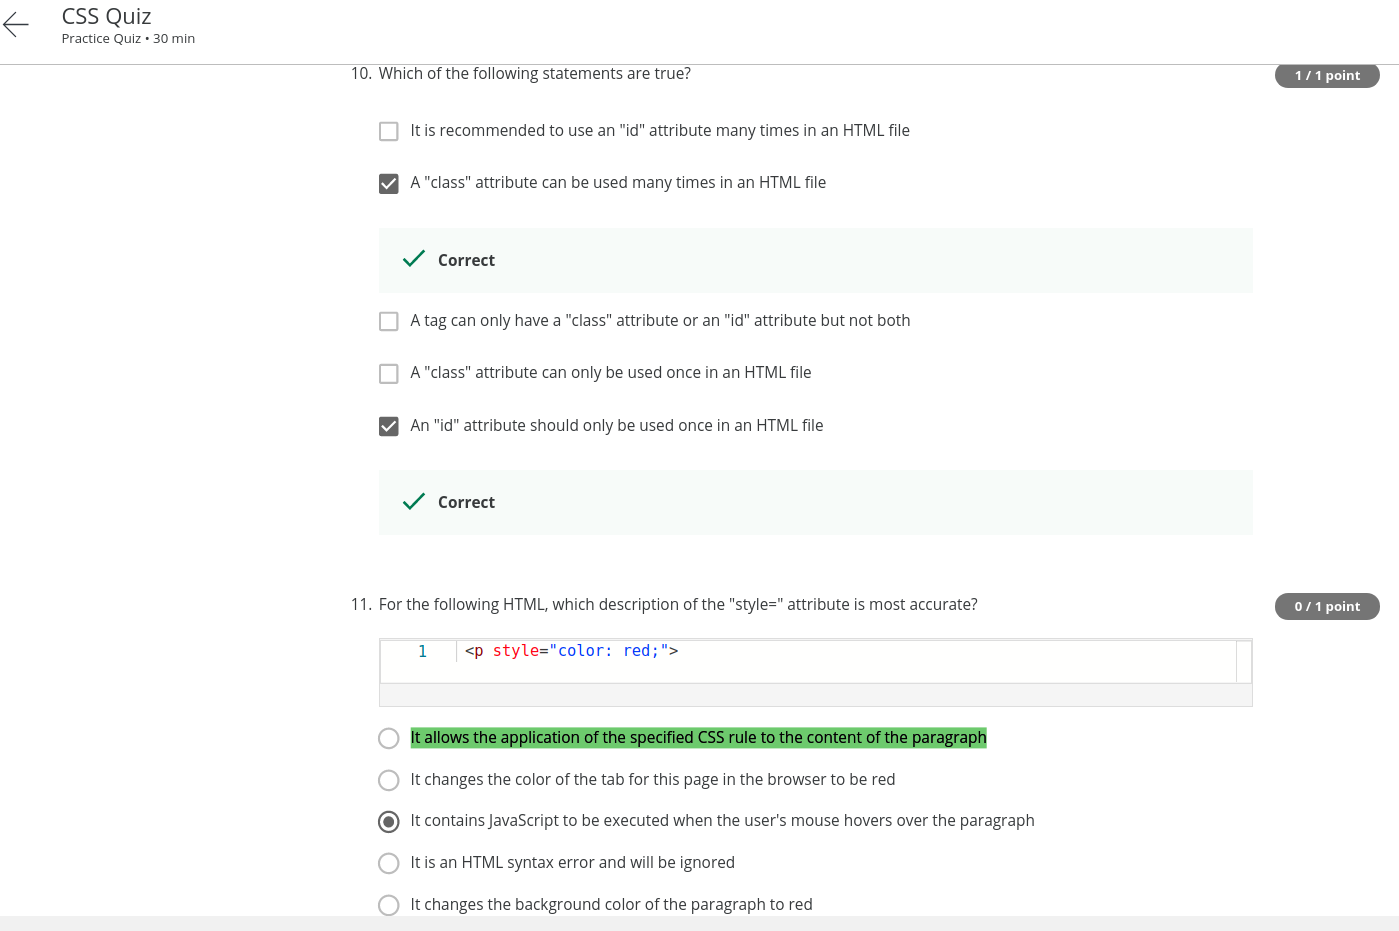 CSS Quiz
Practice Quiz • 30 min
10. Which of the following statements are true?
1 / 1 point
It is recommended to use an "id" attribute many times in an HTML file
A "class" attribute can be used many times in an HTML file
Correct
A tag can only have a "class" attribute or an "id" attribute but not both
A "class" attribute can only be used once in an HTML file
An "id" attribute should only be used once in an HTML file
Correct
11. For the following HTML, which description of the "style=" attribute is most accurate?
0 / 1 point
1 <p style="color: red;">
It allows the application of the specified CSS rule to the content of the paragraph
It changes the color of the tab for this page in the browser to be red
It contains JavaScript to be executed when the user's mouse hovers over the paragraph
It is an HTML syntax error and will be ignored
It changes the background color of the paragraph to red